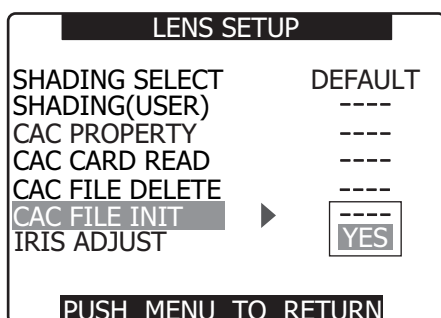 LENS SETUP
SHADING SELECT DEFAULT
SHADING(USER) ----
CAC PROPERTY ----
CAC CARD READ ----
CAC FILE DELETE ----
CAC FILE INIT ▶ ----
IRIS ADJUST YES
PUSH MENU TO RETURN